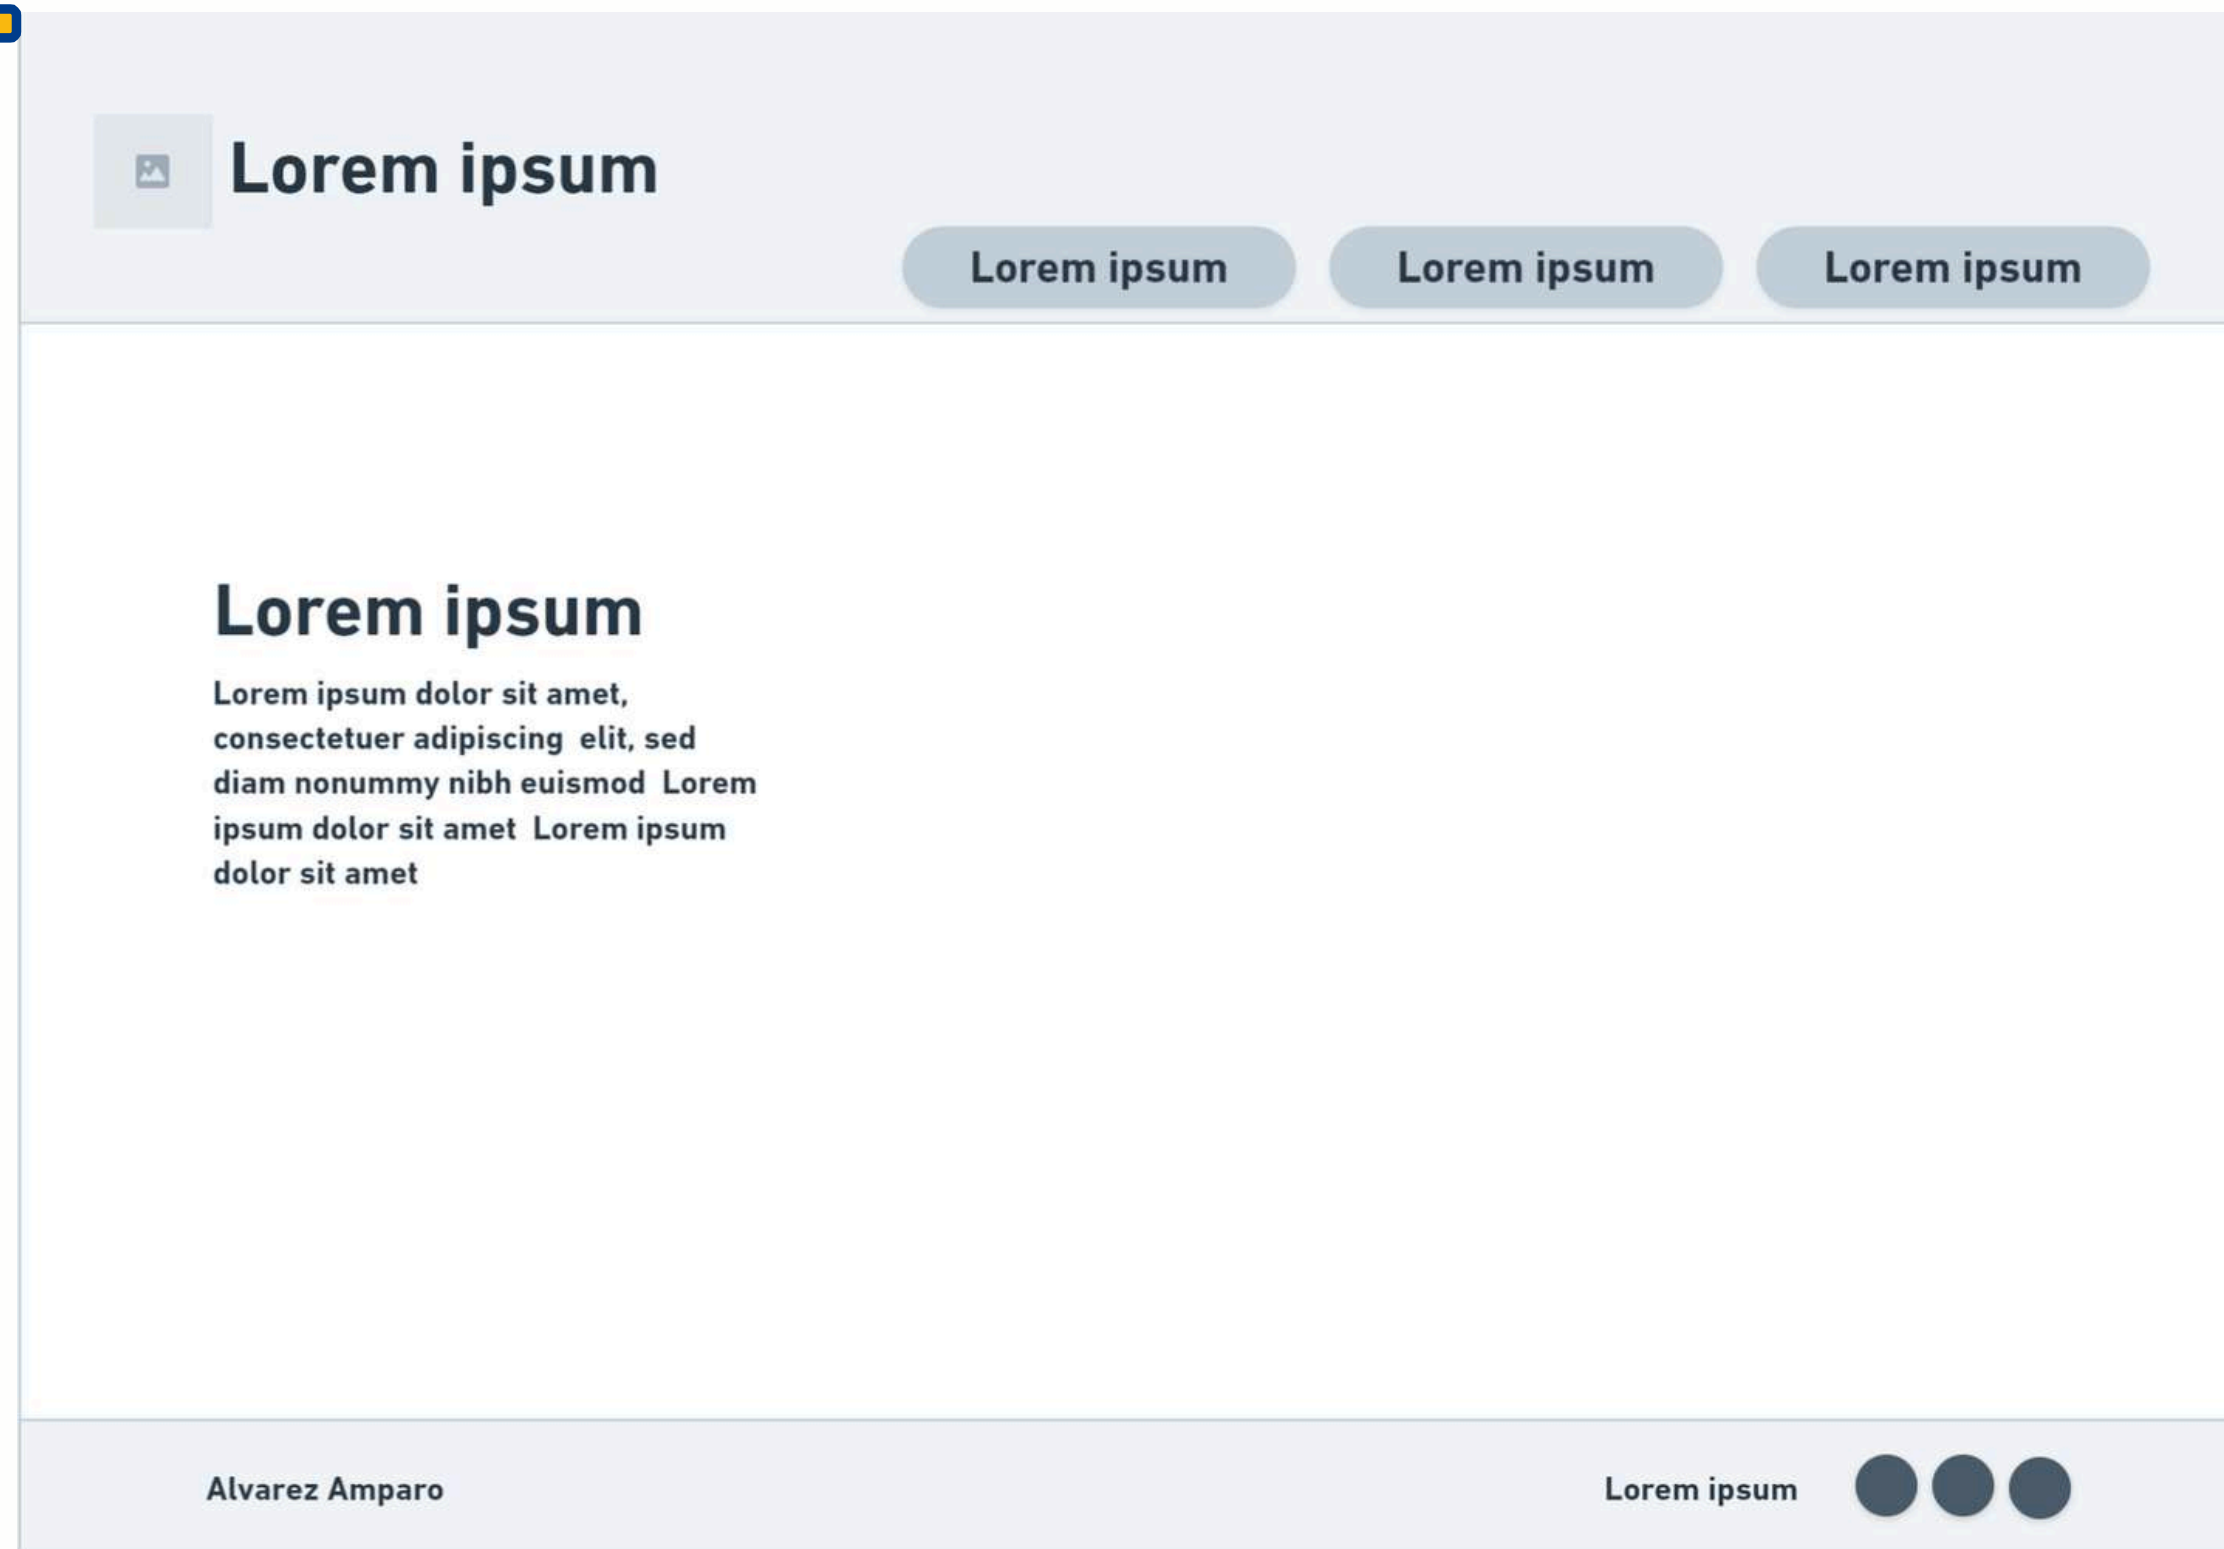 Lorem ipsum
Lorem ipsum
Lorem ipsum
Lorem ipsum
Lorem ipsum
Lorem ipsum dolor sit amet,
consectetuer adipiscing elit, sed
diam nonummy nibh euismod Lorem
ipsum dolor sit amet Lorem ipsum
dolor sit amet
Alvarez Amparo
Lorem ipsum